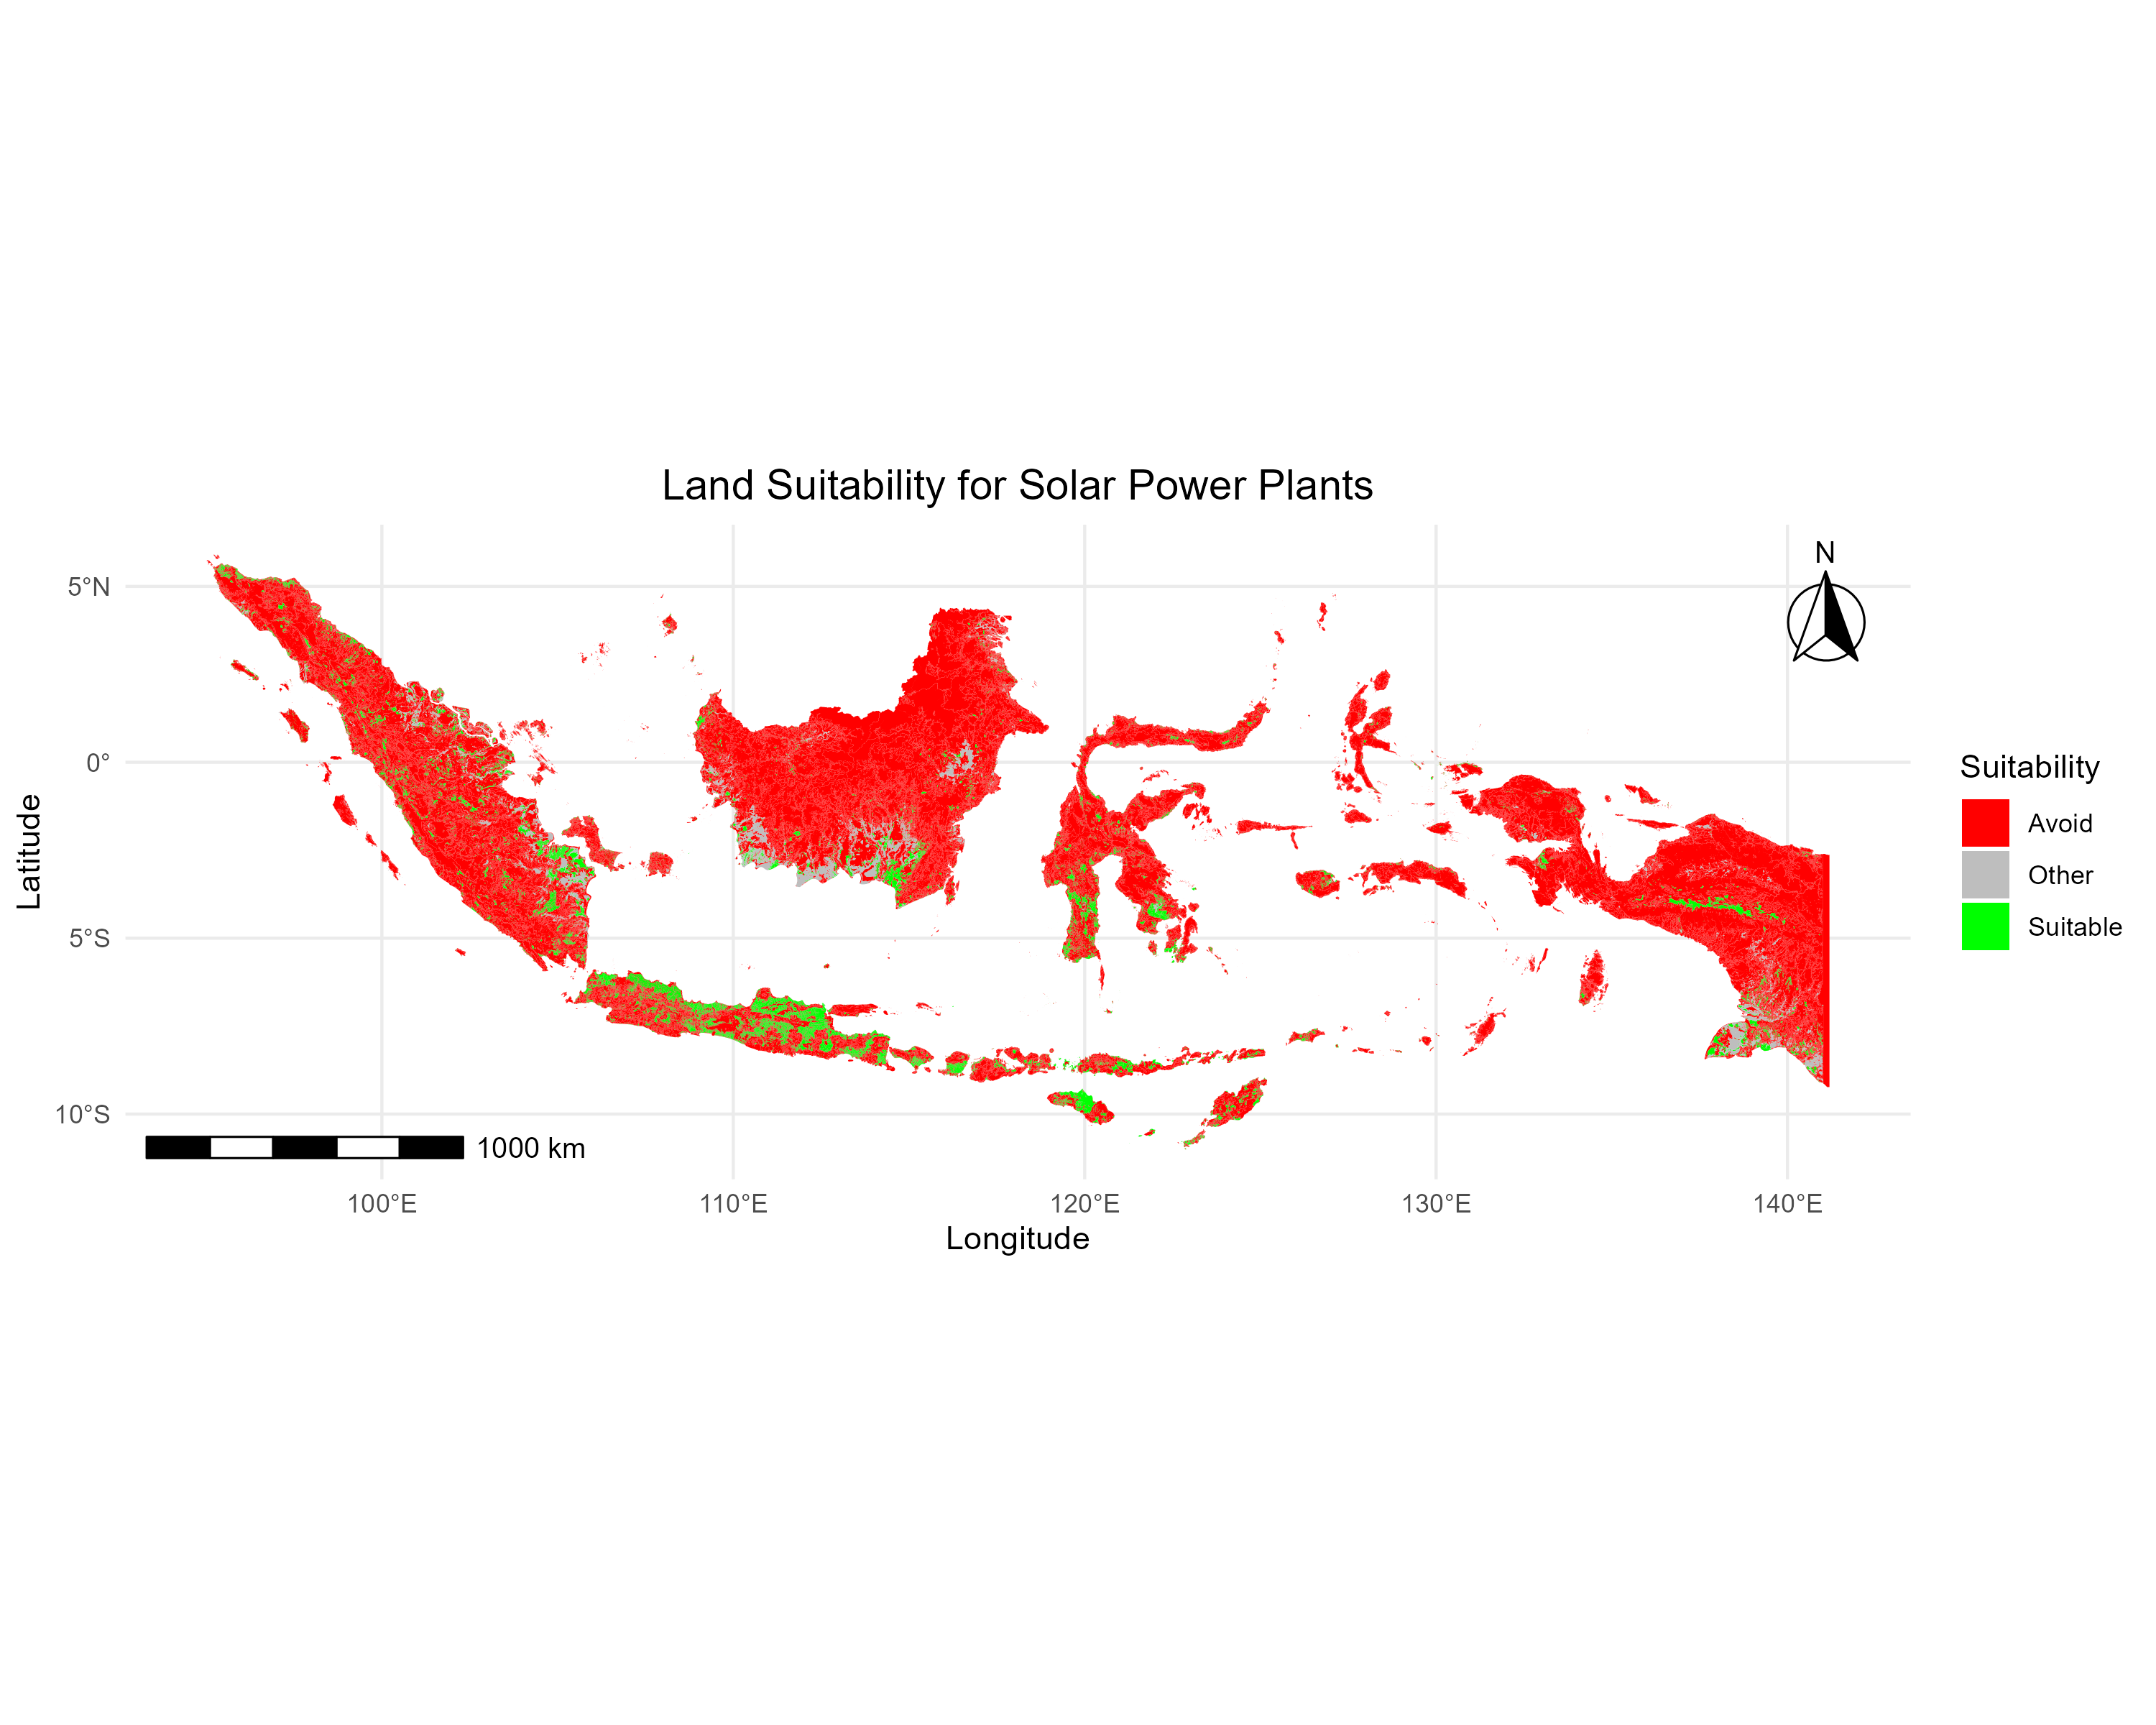 Land Suitability for Solar Power Plants
N
5°N
0°
5°S
10°S
Latitude
1000 km
100°E
110°E
120°E
130°E
140°E
Longitude
Suitability
Avoid
Other
Suitable